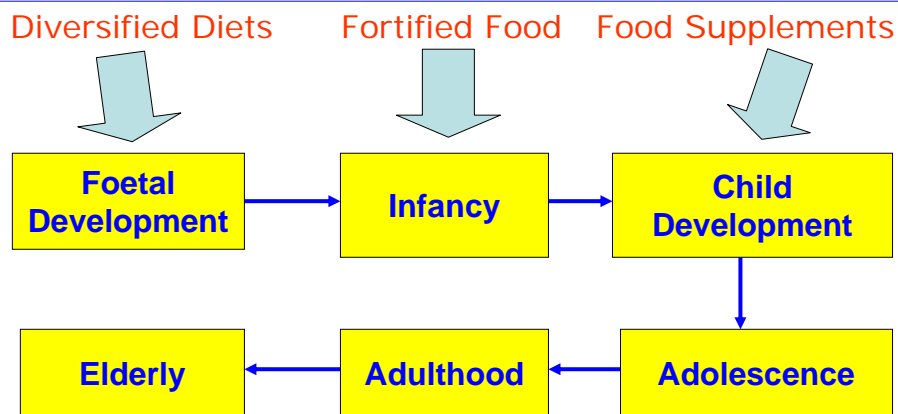 Diversified Diets Fortified Food Food Supplements
Foetal
Development
Infancy
Child
Development
Elderly
Adulthood
Adolescence